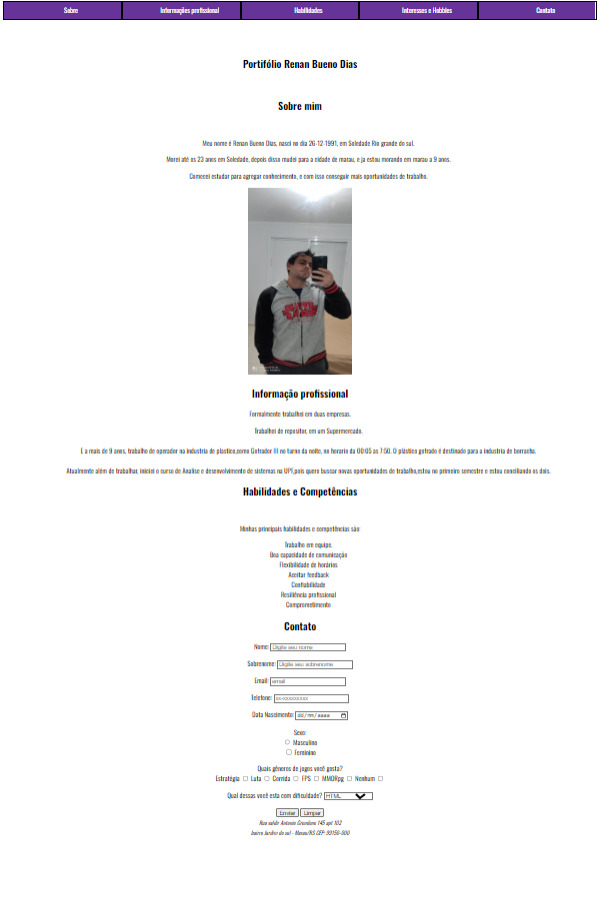 Sobre
Informações profissional
Habilidades
Interesses e Hobbies
Contato
Portifólio Renan Bueno Dias
Sobre mim
Meu nome é Renan Bueno Dias, nasci no dia 26-12-1991, em Soledade Rio grande do sul.
Morei até os 23 anos em Soledade, depois disso mudei para a cidade de marau, e ja estou morando em marau a 9 anos.
Comecei estudar para agregar conhecimento, e com isso conseguir mais oportunidades de trabalho.
Informação profissional
Formalmente trabalhei em duas empresas.
Trabalhei de repositor, em um Supermercado.
E a mais de 9 anos, trabalho de operador na industria de plastico,como Gofrador III no turno da noite, no horario da 00:05 as 7:50. O plástico gofrado é destinado para a industria de borracha.
Atualmente além de trabalhar, iniciei o curso de Analise e desenvolvimento de sistemas na UPF,pois quero buscar novas oportunidades de trabalho,estou no primeiro semestre e estou conciliando os dois.
Habilidades e Competências
Minhas principais habilidades e competências são:
Trabalho em equipe.
Boa capacidade de comunicação
Flexibilidade de horários
Aceitar feedback
Confiabilidade
Resiliência profissional
Comprometimento
Contato
Nome: Digite seu nome
Sobrenome: Digite seu sobrenome
Email: email
Telefone: xx-xxxxxxxxx
Data Nascimento: dd/mm/aaaa
Sexo:
Masculino
Feminino
Quais gêneros de jogos você gosta?
Estratégia Luta Corrida FPS MMORpg Nenhum
Qual dessas você esta com dificuldade? HTML
Enviar Limpar
Rua valdir Antonio 145 apt 102
bairro Jardim do sul - Marau/RS CEP: 99150-000